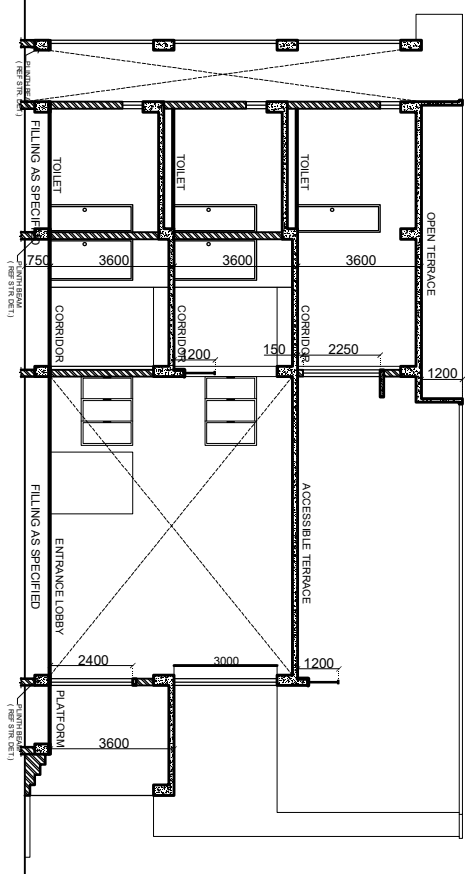 PLINTH BEAM
( REF STR. DET.)
FILLING AS SPECIFIED
TOILET
TOILET
TOILET
OPEN TERRACE
750
3600
3600
3600
PLINTH BEAM
( REF STR. DET.)
CORRIDOR
CORRIDOR
CORRIDOR
1200
150
2250
1200
FILLING AS SPECIFIED
ENTRANCE LOBBY
ACCESSIBLE TERRACE
2400
3000
1200
PLINTH BEAM
( REF STR. DET.)
PLATFORM
3600